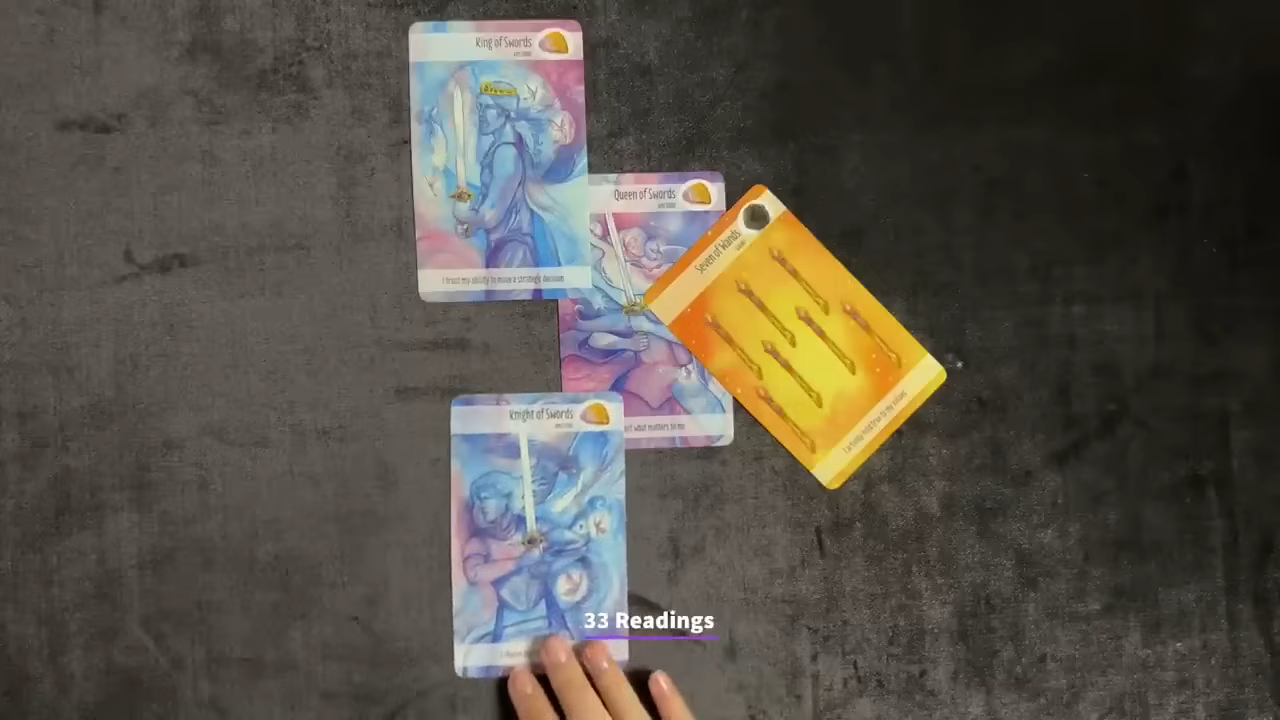 King of Swords
I trust my ability to make a strategic decision
Queen of Swords
what matters to me
Seven of Wands
Knight of Swords
33 Readings